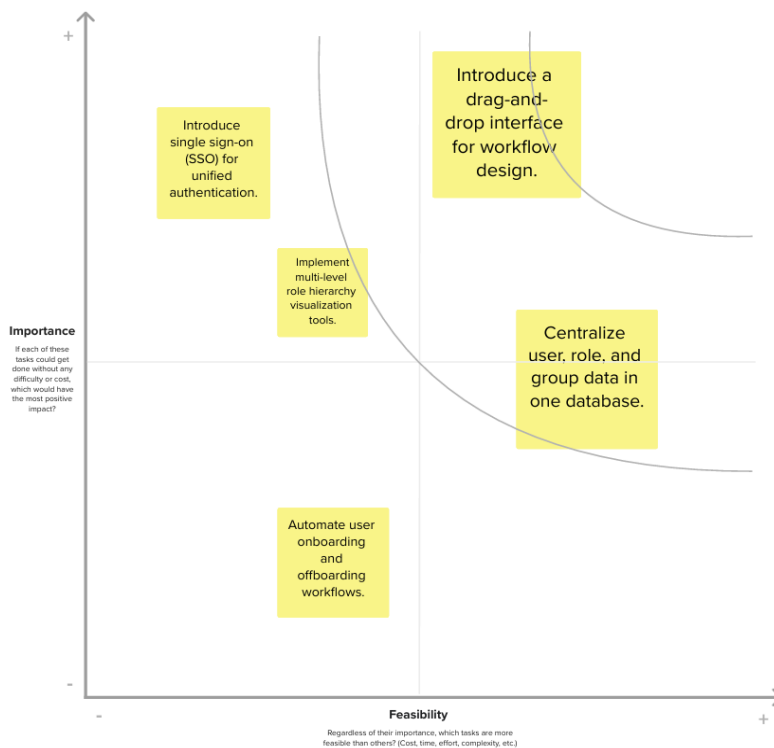 +
Introduce
single sign-on
(SSO) for
unified
authentication.
Introduce a
drag-and-
drop interface
for workflow
design.
Implement
multi-level
role hierarchy
visualization
tools.
Importance
If each of these
tasks could get
done without any
difficulty or cost,
which would have
the most positive
impact?
Centralize
user, role, and
group data in
one database.
Automate user
onboarding
and
offboarding
workflows.
-
-
Feasibility
+
Regardless of their importance, which tasks are more
feasible than others? (Cost, time, effort, complexity, etc.)